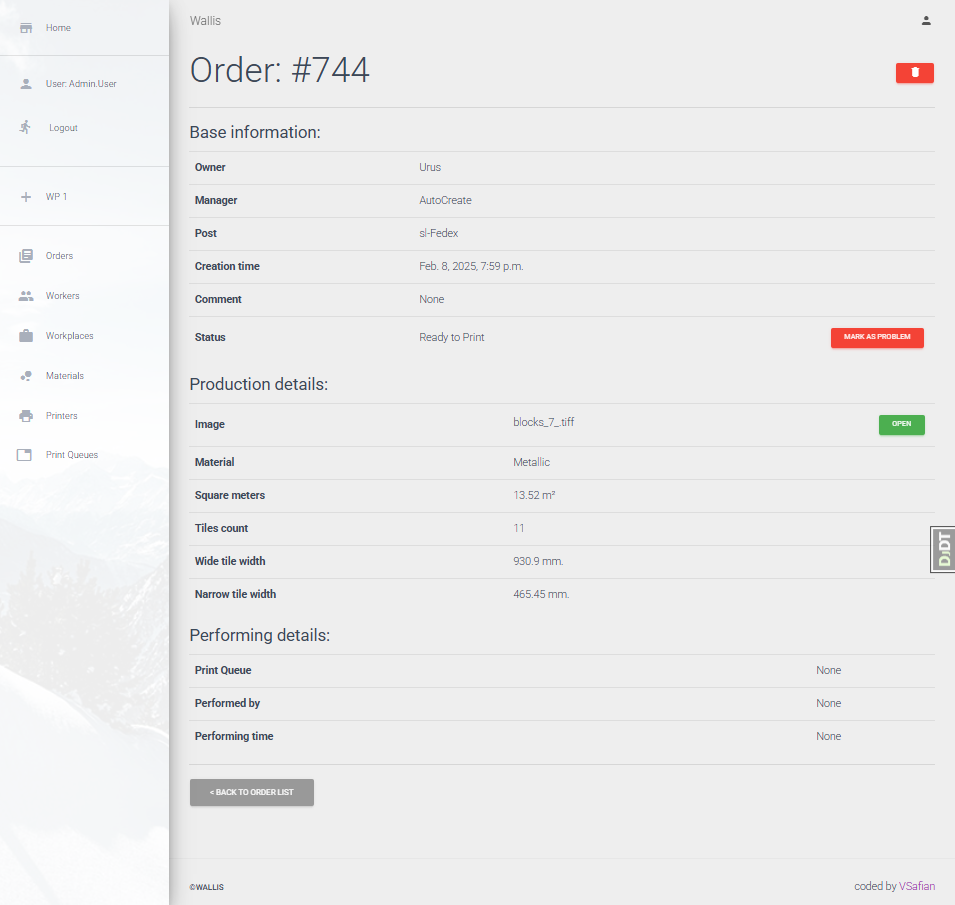 Home
User: Admin.User
Logout
WP 1
Orders
Workers
Workplaces
Materials
Printers
Print Queues
Wallis
Order: #744
Base information:
Owner Urus
Manager AutoCreate
Post sl-Fedex
Creation time Feb. 8, 2025, 7:59 p.m.
Comment None
Status Ready to Print MARK AS PROBLEM
Production details:
Image blocks_7_.tiff OPEN
Material Metallic
Square meters 13.52 m²
Tiles count 11
Wide tile width 930.9 mm.
Narrow tile width 465.45 mm.
Performing details:
Print Queue None
Performed by None
Performing time None
< BACK TO ORDER LIST
DJDT
©WALLIS
coded by VSafian